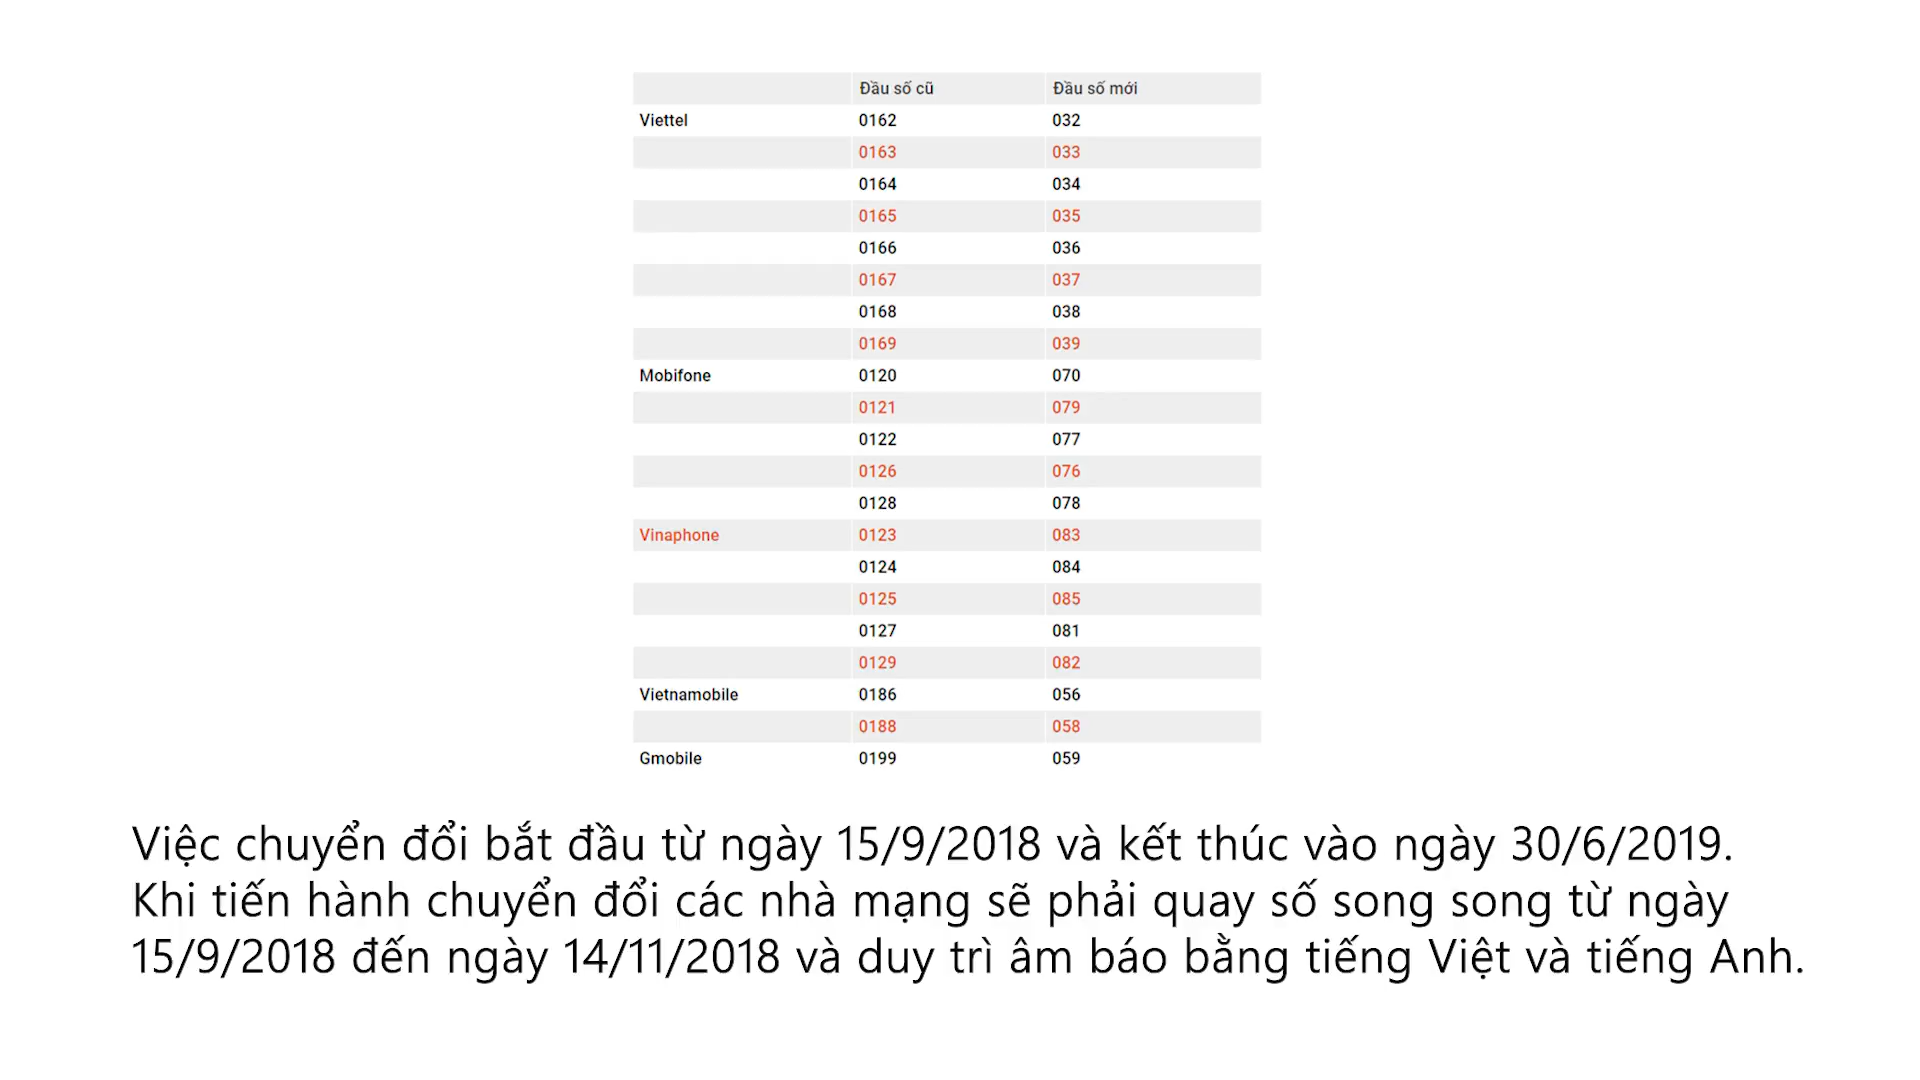 Đầu số cũ Đầu số mới
Viettel 0162 032
0163 033
0164 034
0165 035
0166 036
0167 037
0168 038
0169 039
Mobifone 0120 070
0121 079
0122 077
0126 076
0128 078
Vinaphone 0123 083
0124 084
0125 085
0127 081
0129 082
Vietnamobile 0186 056
0188 058
Gmobile 0199 059
Việc chuyển đổi bắt đầu từ ngày 15/9/2018 và kết thúc vào ngày 30/6/2019.
Khi tiến hành chuyển đổi các nhà mạng sẽ phải quay số song song từ ngày
15/9/2018 đến ngày 14/11/2018 và duy trì âm báo bằng tiếng Việt và tiếng Anh.